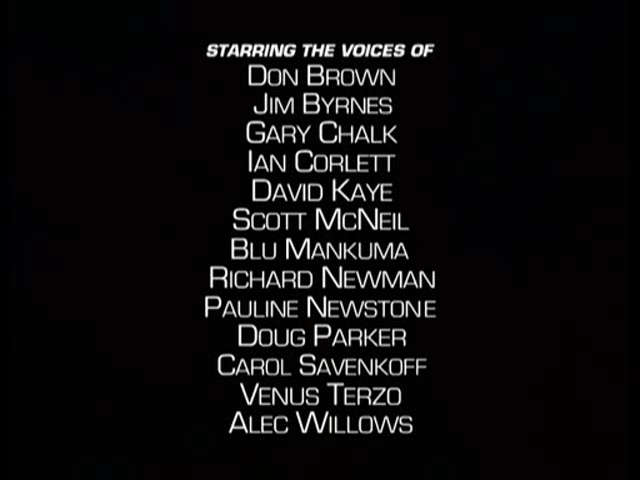 STARRING THE VOICES OF
DON BROWN
JIM BYRNES
GARY CHALK
IAN CORLETT
DAVID KAYE
SCOTT MCNEIL
BLU MANKUMA
RICHARD NEWMAN
PAULINE NEWSTONE
DOUG PARKER
CAROL SAVENKOFF
VENUS TERZO
ALEC WILLOWS